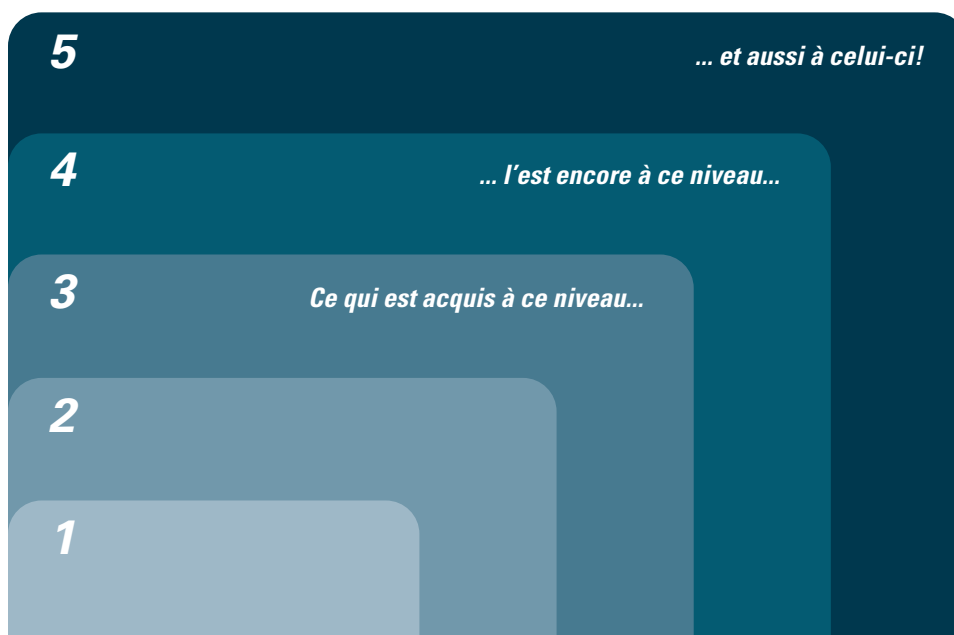 5 ... et aussi à celui-ci!
4 ... l'est encore à ce niveau...
3 Ce qui est acquis à ce niveau...
2
1